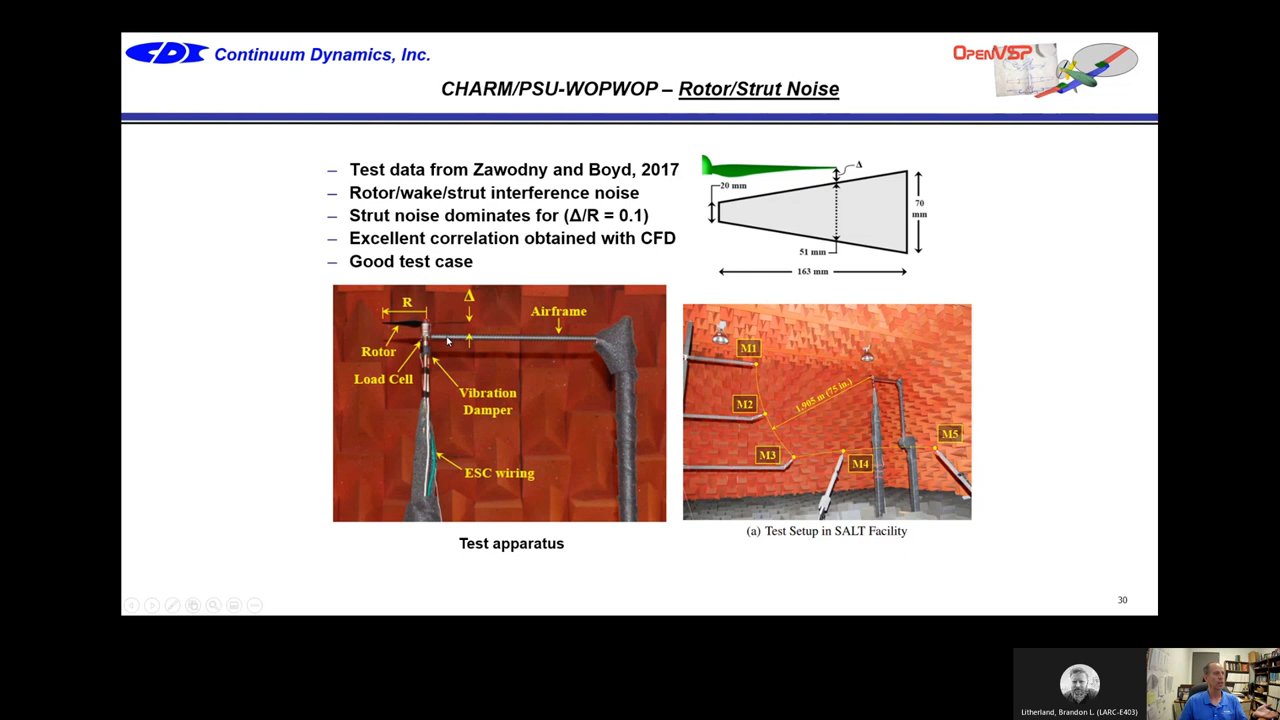 CDI Continuum Dynamics, Inc.
OPENVSP
CHARM/PSU-WOPWOP – Rotor/Strut Noise
– Test data from Zawodny and Boyd, 2017
– Rotor/wake/strut interference noise
– Strut noise dominates for (Δ/R = 0.1)
– Excellent correlation obtained with CFD
– Good test case
Δ
20 mm
70
mm
51 mm
163 mm
R
Δ
Airframe
Rotor
Load Cell
Vibration
Damper
ESC wiring
Test apparatus
M1
M2
1.905 m (75 in.)
M3
M4
M5
(a) Test Setup in SALT Facility
30
Litherland, Brandon L. (LARC-E403)